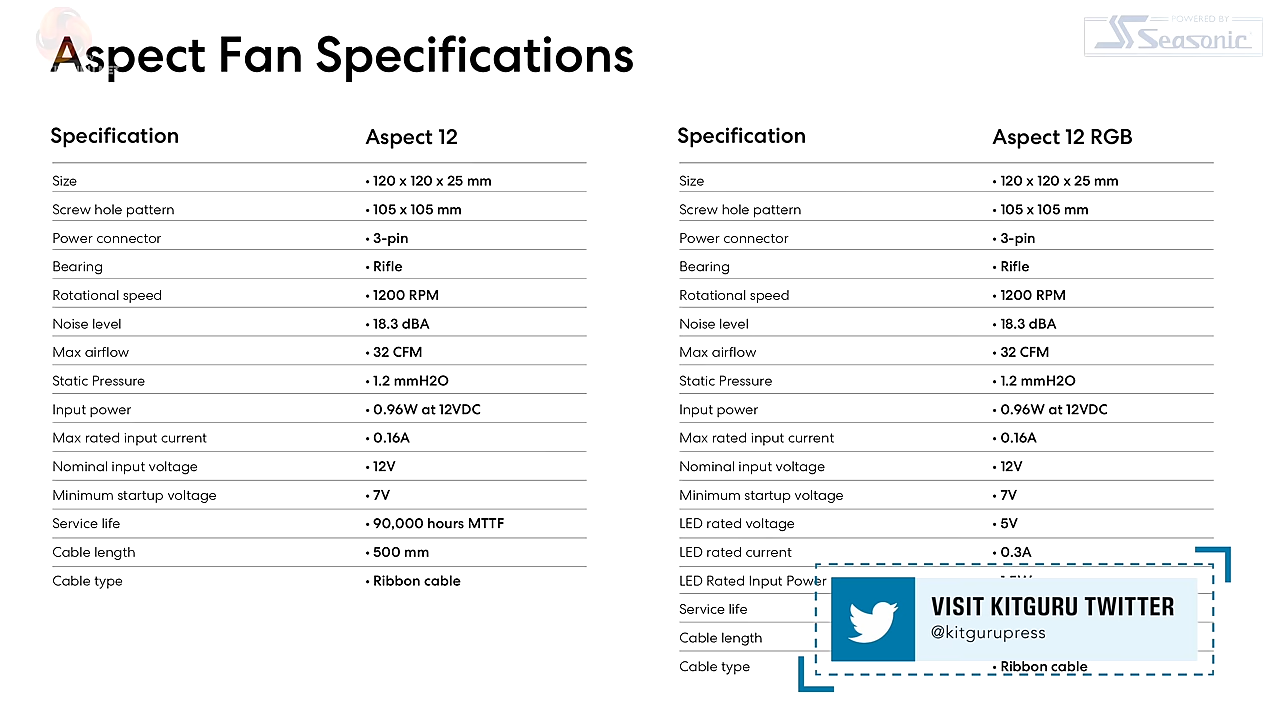 Aspect Fan Specifications
POWERED BY
Seasonic
Specification Aspect 12
Size • 120 x 120 x 25 mm
Screw hole pattern • 105 x 105 mm
Power connector • 3-pin
Bearing • Rifle
Rotational speed • 1200 RPM
Noise level • 18.3 dBA
Max airflow • 32 CFM
Static Pressure • 1.2 mmH2O
Input power • 0.96W at 12VDC
Max rated input current • 0.16A
Nominal input voltage • 12V
Minimum startup voltage • 7V
Service life • 90,000 hours MTTF
Cable length • 500 mm
Cable type • Ribbon cable
Specification Aspect 12 RGB
Size • 120 x 120 x 25 mm
Screw hole pattern • 105 x 105 mm
Power connector • 3-pin
Bearing • Rifle
Rotational speed • 1200 RPM
Noise level • 18.3 dBA
Max airflow • 32 CFM
Static Pressure • 1.2 mmH2O
Input power • 0.96W at 12VDC
Max rated input current • 0.16A
Nominal input voltage • 12V
Minimum startup voltage • 7V
LED rated voltage • 5V
LED rated current • 0.3A
LED Rated Input Power
Service life
Cable length
Cable type • Ribbon cable
VISIT KITGURU TWITTER
@kitgurupress